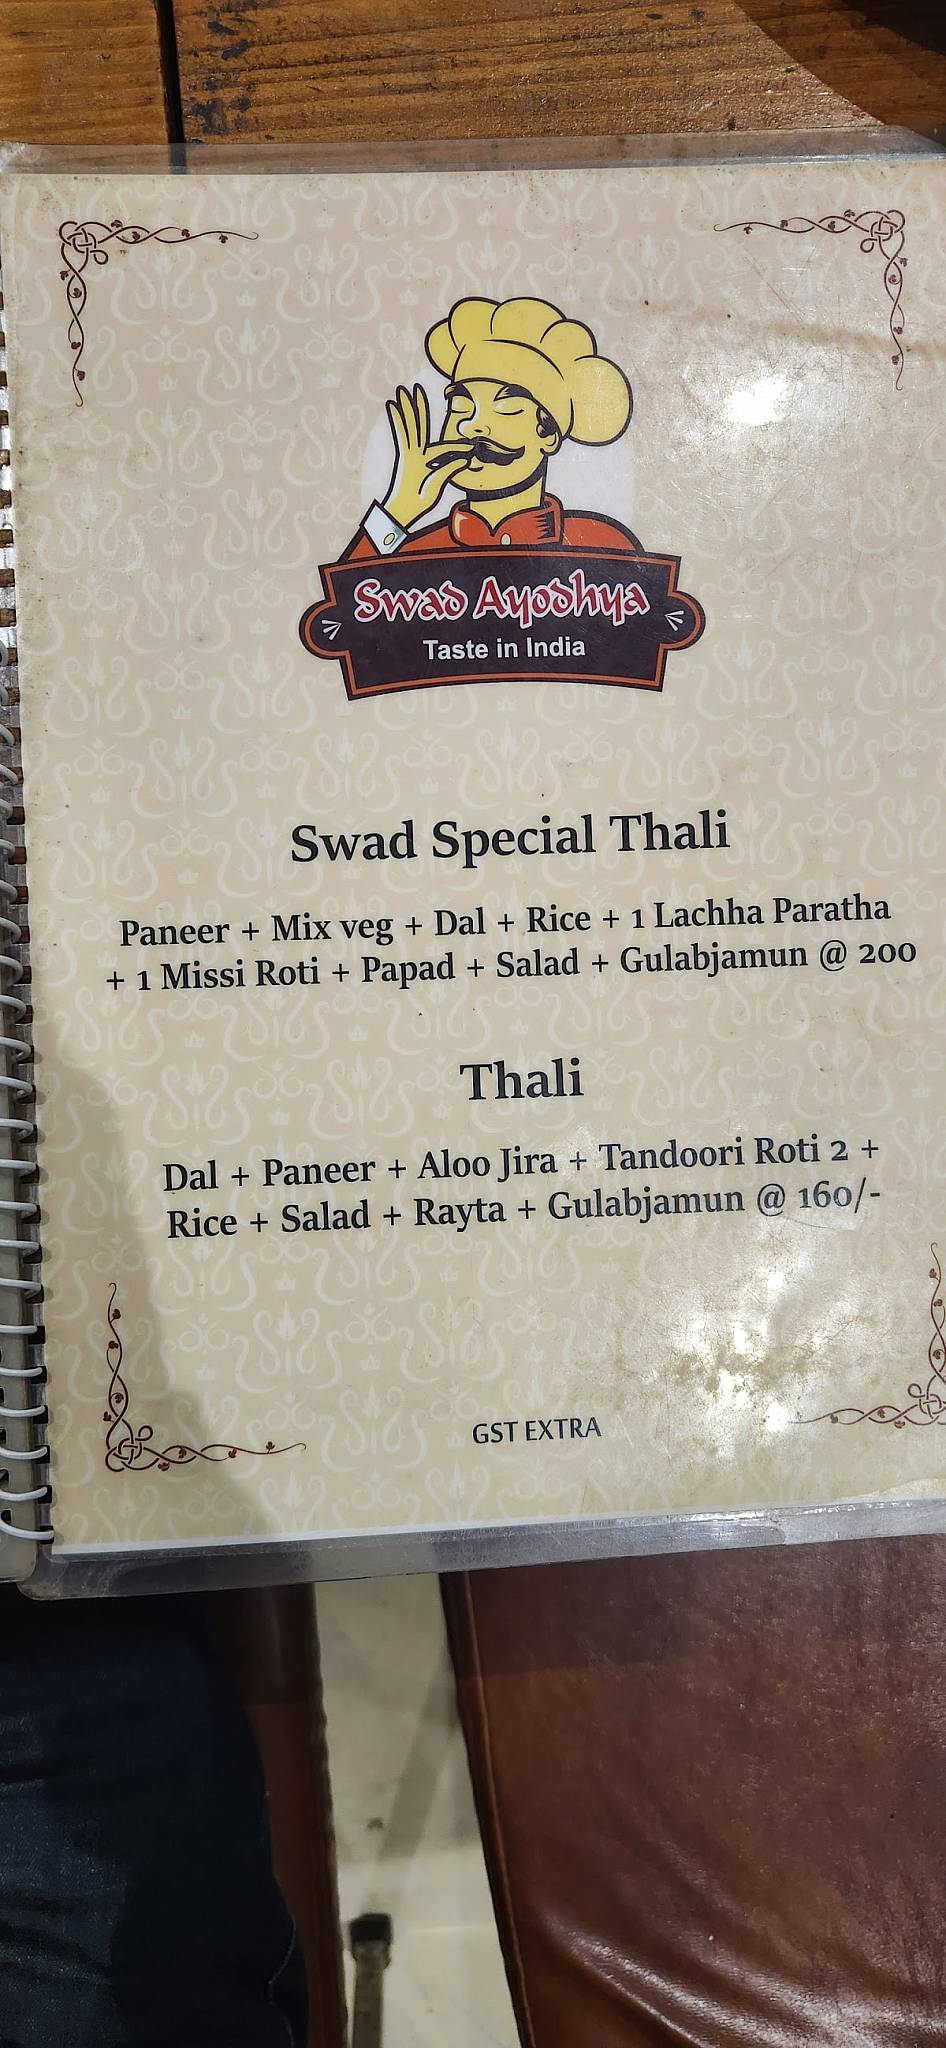 Swad Ayodhya
Taste in India
Swad Special Thali
Paneer + Mix veg + Dal + Rice + 1 Lachha Paratha
+ 1 Missi Roti + Papad + Salad + Gulabjamun @ 200
Thali
Dal + Paneer + Aloo Jira + Tandoori Roti 2 +
Rice + Salad + Rayta + Gulabjamun @ 160/-
GST EXTRA